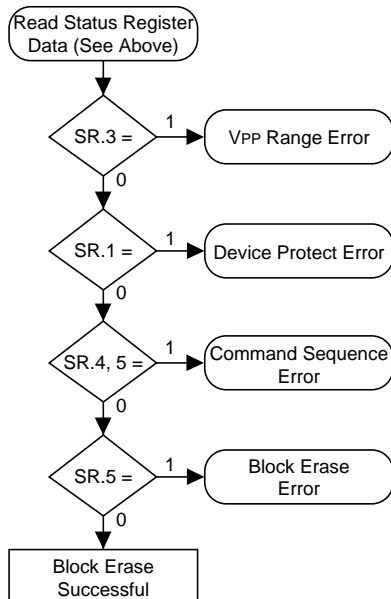 Read Status Register
Data (See Above)
SR.3 =
1
VPP Range Error
0
SR.1 =
1
Device Protect Error
0
SR.4, 5 =
1
Command Sequence
Error
0
SR.5 =
1
Block Erase
Error
0
Block Erase
Successful